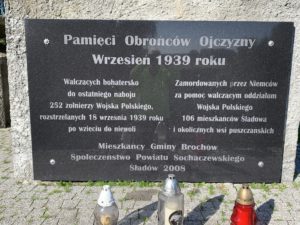 Pamięci Obrońców Ojczyzny
Wrzesień 1939 roku
Walczących bohatersko
do ostatniego naboju
252 żołnierzy Wojska Polskiego,
rozstrzelanych 18 września 1939 roku
po wzięciu do niewoli
Zamordowanych przez Niemców
za pomoc walczącym oddziałom
Wojska Polskiego
106 mieszkańców Śladowa
i okolicznych wsi puszczańskich
Mieszkańcy Gminy Brochów
Społeczeństwo Powiatu Sochaczewskiego
Śladów 2008